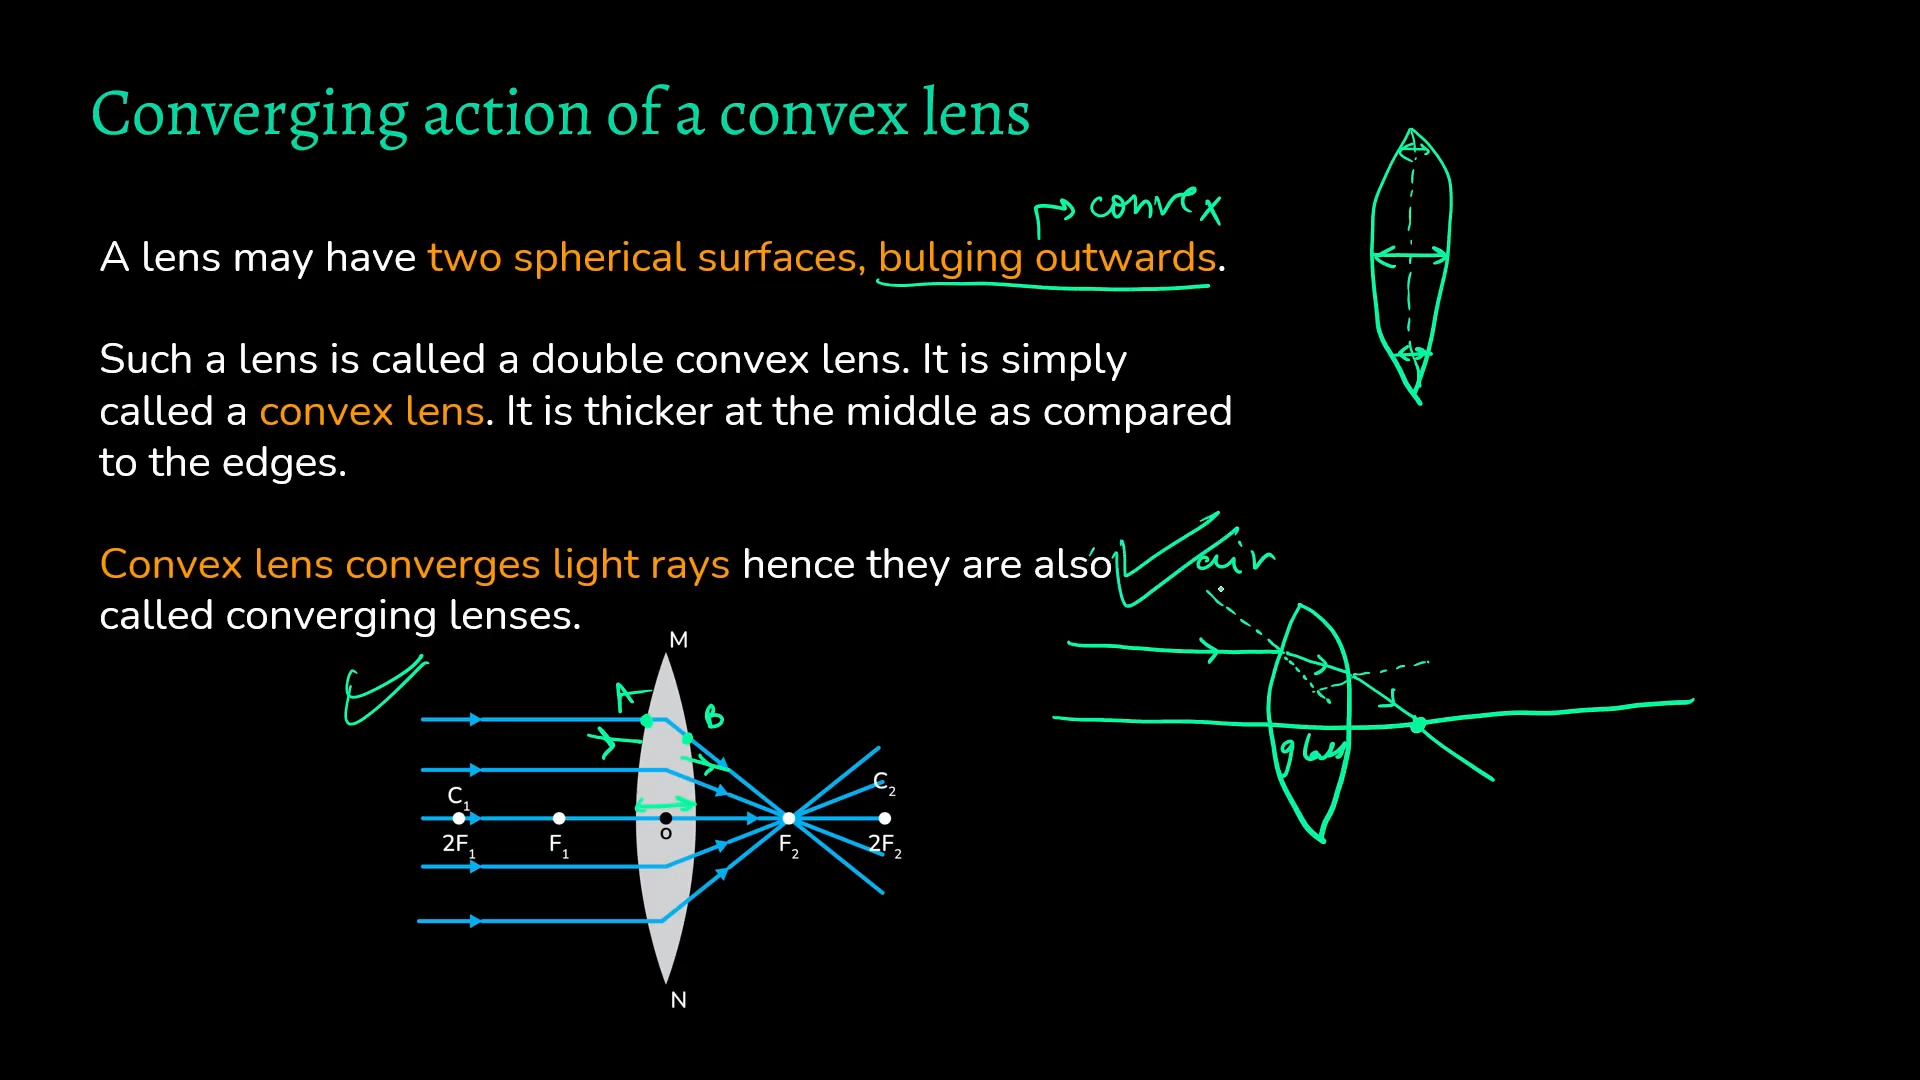 Converging action of a convex lens
convex
A lens may have two spherical surfaces, bulging outwards.
Such a lens is called a double convex lens. It is simply
called a convex lens. It is thicker at the middle as compared
to the edges.
Convex lens converges light rays hence they are also
called converging lenses.
air
M
A
B
glass
C₁
C₂
2F₁
F₁
O
F₂
2F₂
N